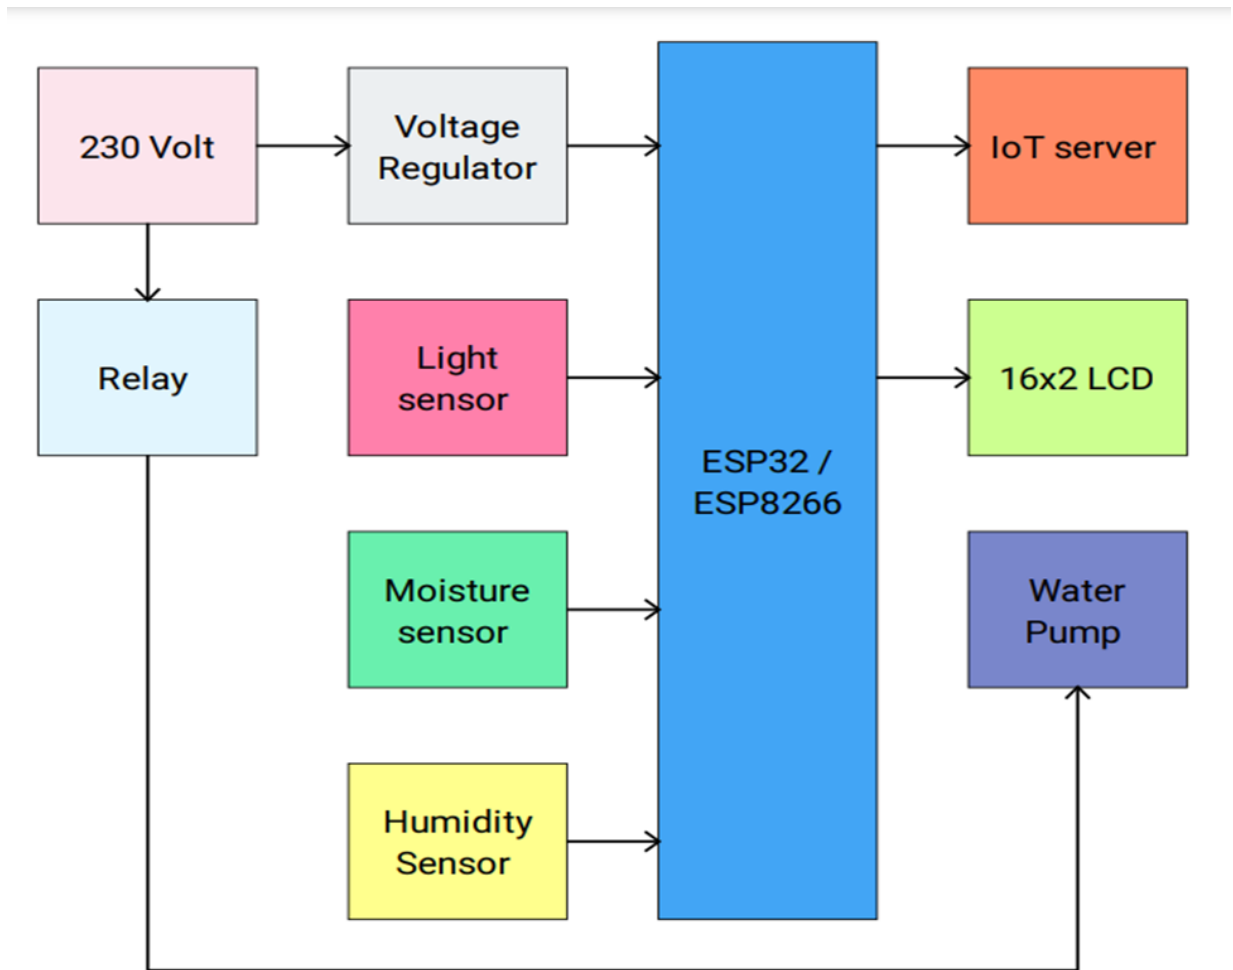 230 Volt
Voltage
Regulator
IoT server
Relay
Light
sensor
16x2 LCD
ESP32 /
ESP8266
Moisture
sensor
Water
Pump
Humidity
Sensor